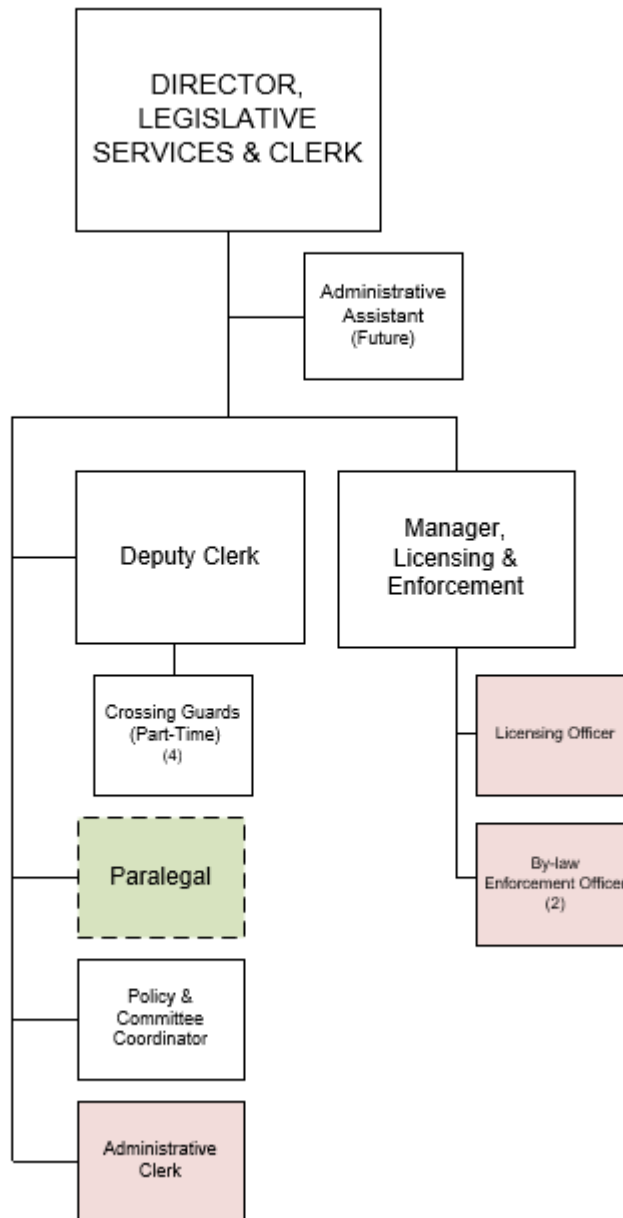 DIRECTOR,
LEGISLATIVE
SERVICES & CLERK
Administrative
Assistant
(Future)
Deputy Clerk
Manager,
Licensing &
Enforcement
Crossing Guards
(Part-Time)
(4)
Licensing Officer
Paralegal
By-law
Enforcement Officer
(2)
Policy &
Committee
Coordinator
Administrative
Clerk